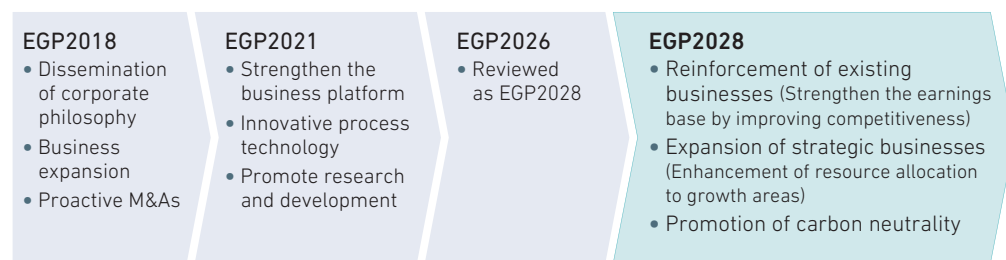 EGP2018
• Dissemination
of corporate
philosophy
• Business
expansion
• Proactive M&As
EGP2021
• Strengthen the
business platform
• Innovative process
technology
• Promote research
and development
EGP2026
• Reviewed
as EGP2028
EGP2028
• Reinforcement of existing
businesses (Strengthen the earnings
base by improving competitiveness)
• Expansion of strategic businesses
(Enhancement of resource allocation
to growth areas)
• Promotion of carbon neutrality